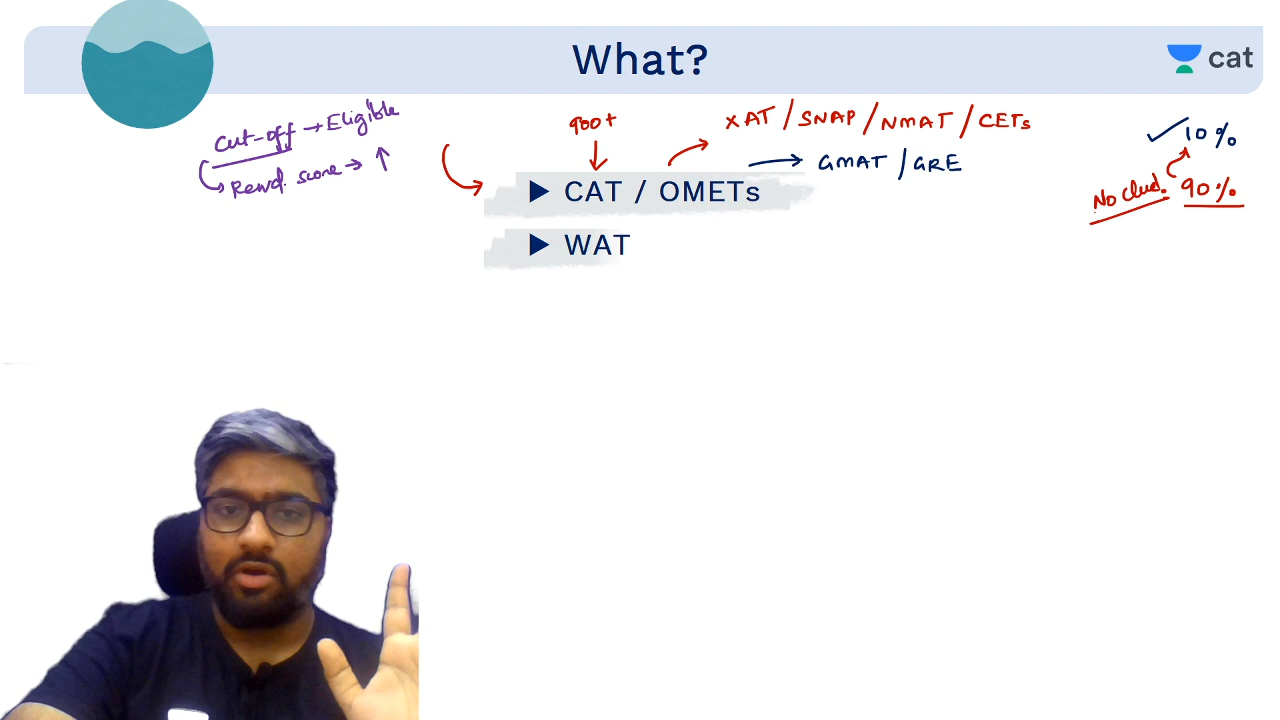 What?
cat
Cut-off → Eligible
Reqd. score → ↑
900+
XAT / SNAP / NMAT / CETs
→ GMAT / GRE
▶ CAT / OMETs
▶ WAT
✓ 10%
No clue! 90%